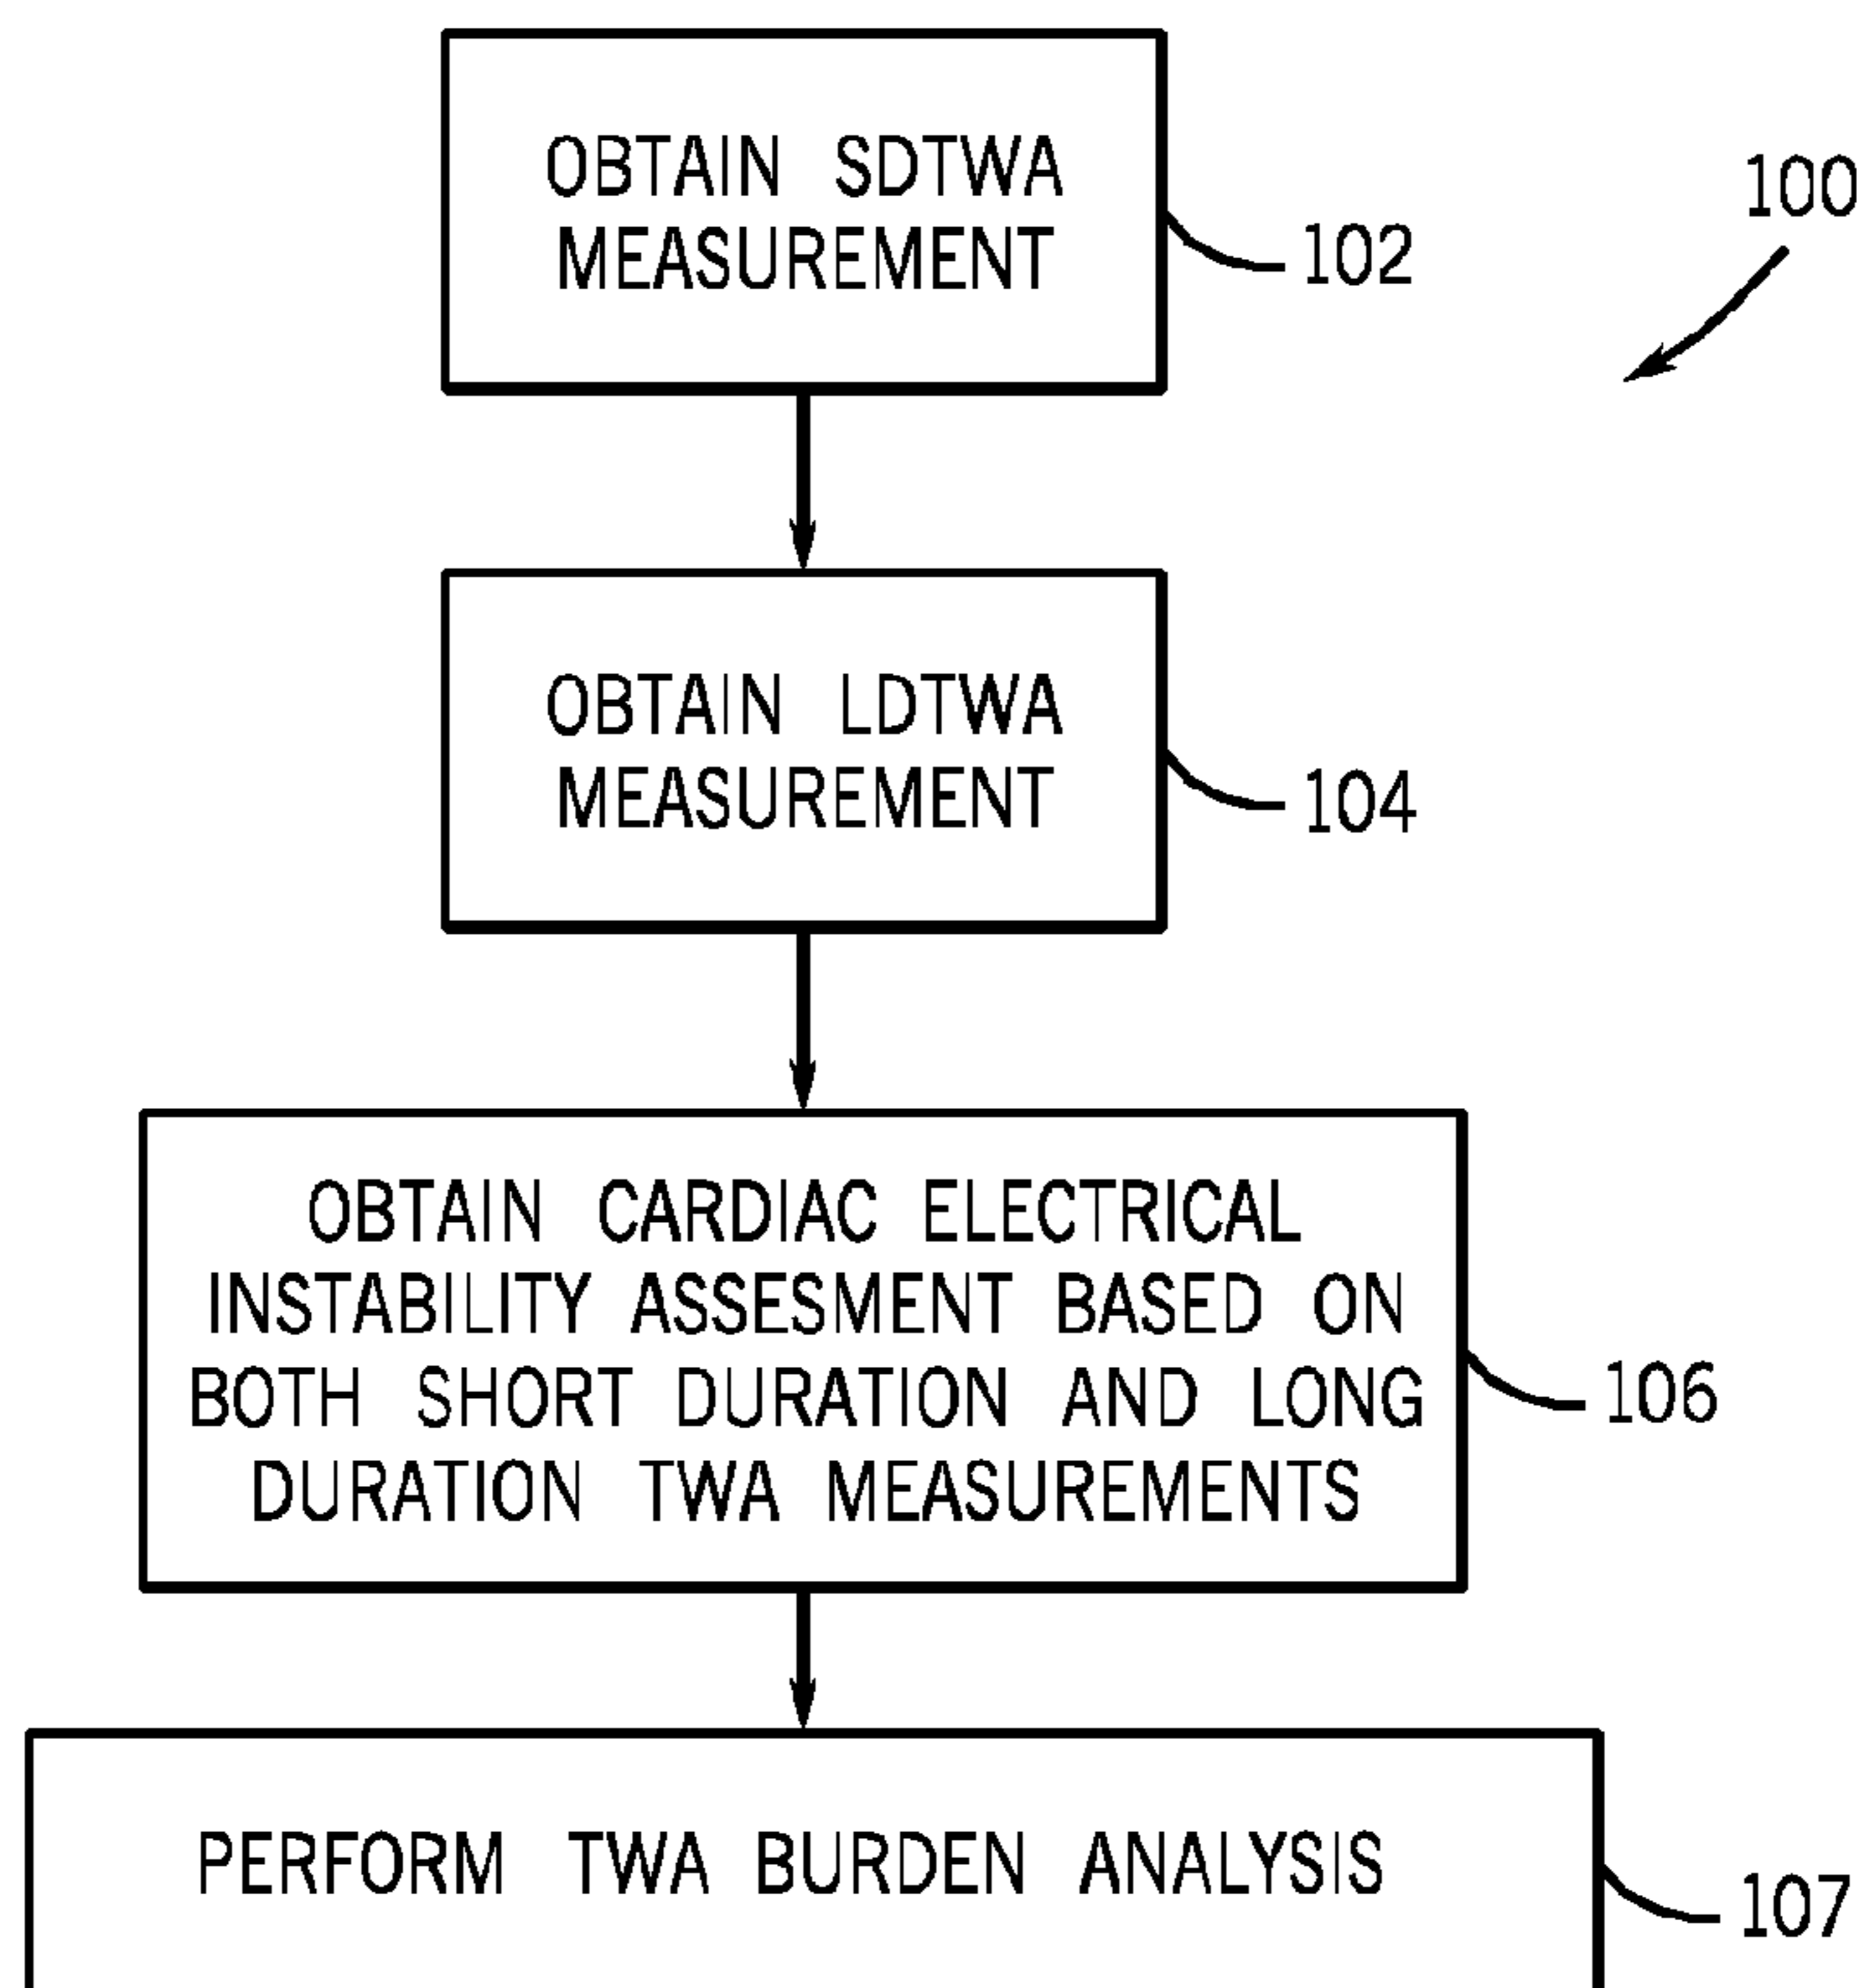 OBTAIN SDTWA
MEASUREMENT
102
100
OBTAIN LDTWA
MEASUREMENT
104
OBTAIN CARDIAC ELECTRICAL
INSTABILITY ASSESMENT BASED ON
BOTH SHORT DURATION AND LONG
DURATION TWA MEASUREMENTS
106
PERFORM TWA BURDEN ANALYSIS
107